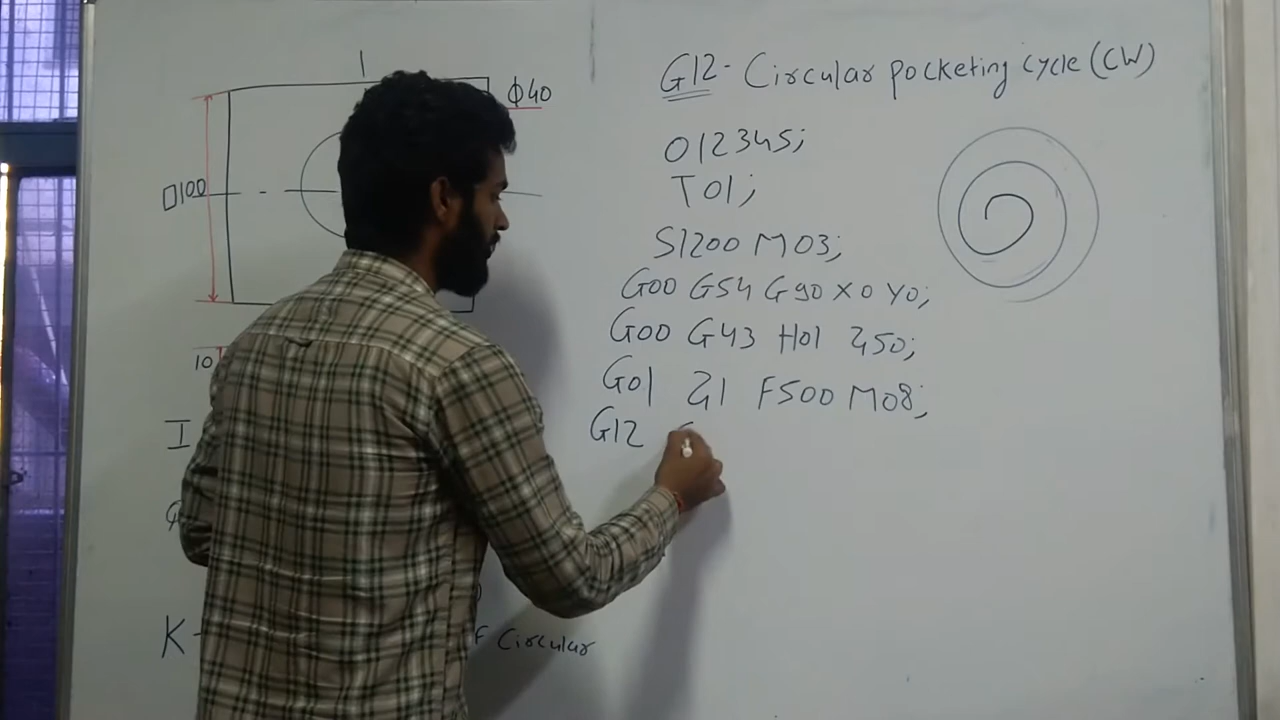 G12- Circular pocketing cycle (CW)
ϕ40
□100
10
I
K-
F Circular
O12345;
T01;
S1200 M03;
G00 G54 G90 X0 Y0;
G00 G43 H01 Z50;
G01 Z1 F500 M08;
G12